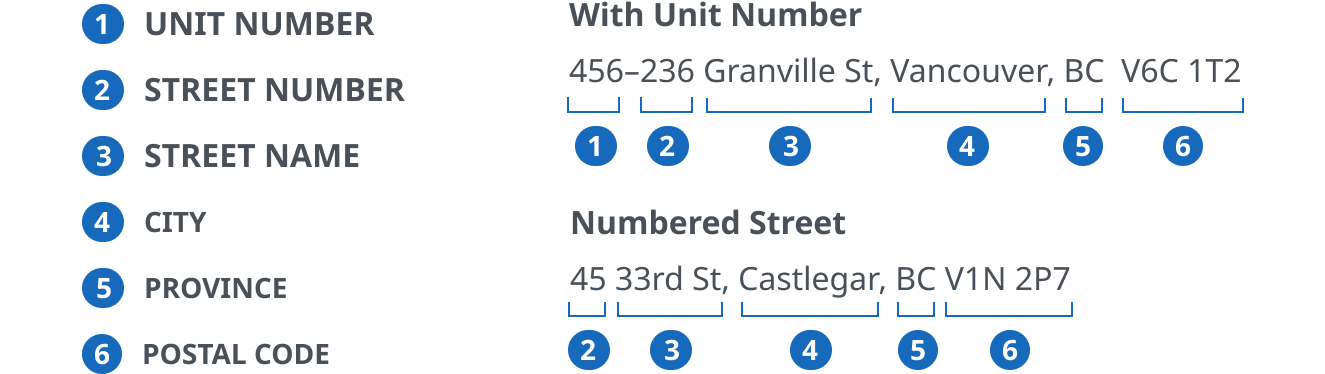 1 UNIT NUMBER
2 STREET NUMBER
3 STREET NAME
4 CITY
5 PROVINCE
6 POSTAL CODE
With Unit Number
456–236 Granville St, Vancouver, BC V6C 1T2
1 2 3 4 5 6
Numbered Street
45 33rd St, Castlegar, BC V1N 2P7
2 3 4 5 6